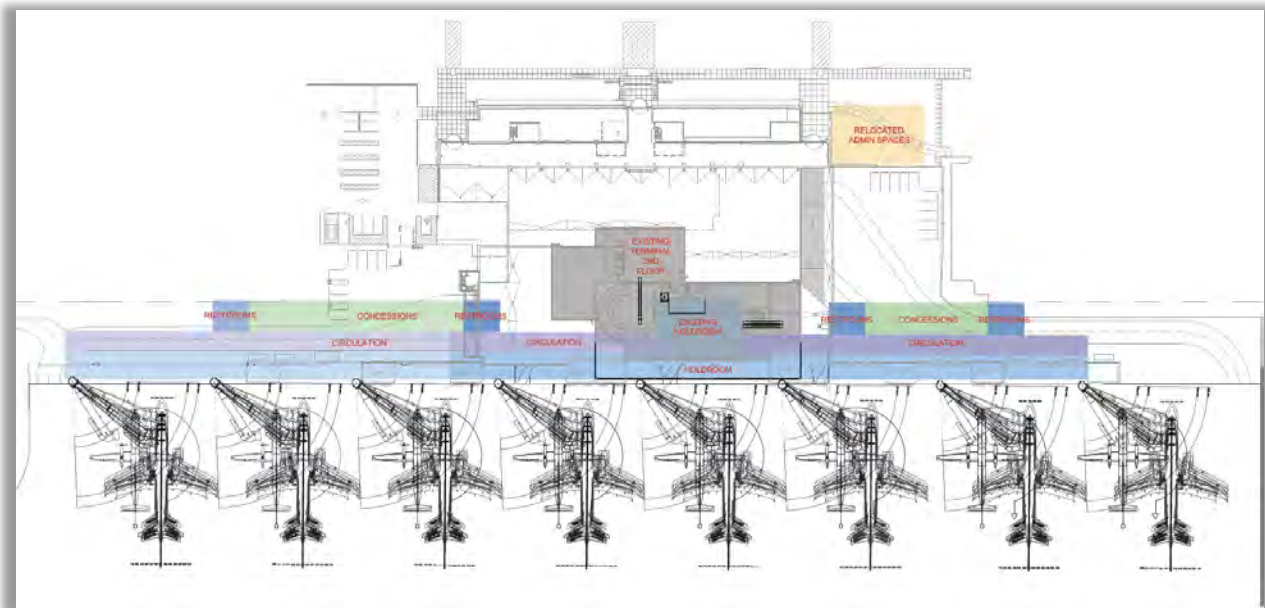 RELOCATED
ADMIN SPACES
EXISTING
TERMINAL
2ND
FLOOR
EXISTING
HOLDROOM
RESTROOMS
CONCESSIONS
RESTROOMS
RESTROOMS
CONCESSIONS
RESTROOMS
CIRCULATION
CIRCULATION
CIRCULATION
HOLDROOM